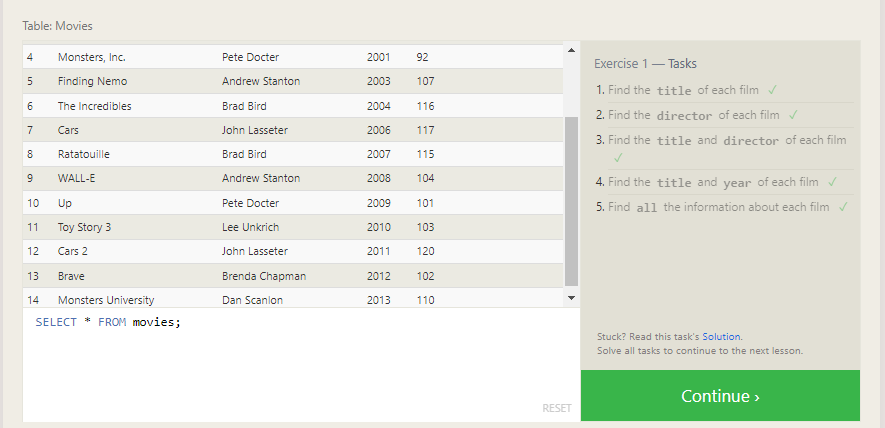 Table: Movies
4 Monsters, Inc. Pete Docter 2001 92
5 Finding Nemo Andrew Stanton 2003 107
6 The Incredibles Brad Bird 2004 116
7 Cars John Lasseter 2006 117
8 Ratatouille Brad Bird 2007 115
9 WALL-E Andrew Stanton 2008 104
10 Up Pete Docter 2009 101
11 Toy Story 3 Lee Unkrich 2010 103
12 Cars 2 John Lasseter 2011 120
13 Brave Brenda Chapman 2012 102
14 Monsters University Dan Scanlon 2013 110
SELECT * FROM movies;
RESET
Exercise 1 — Tasks
1. Find the title of each film ✓
2. Find the director of each film ✓
3. Find the title and director of each film
✓
4. Find the title and year of each film ✓
5. Find all the information about each film ✓
Stuck? Read this task's Solution.
Solve all tasks to continue to the next lesson.
Continue ›